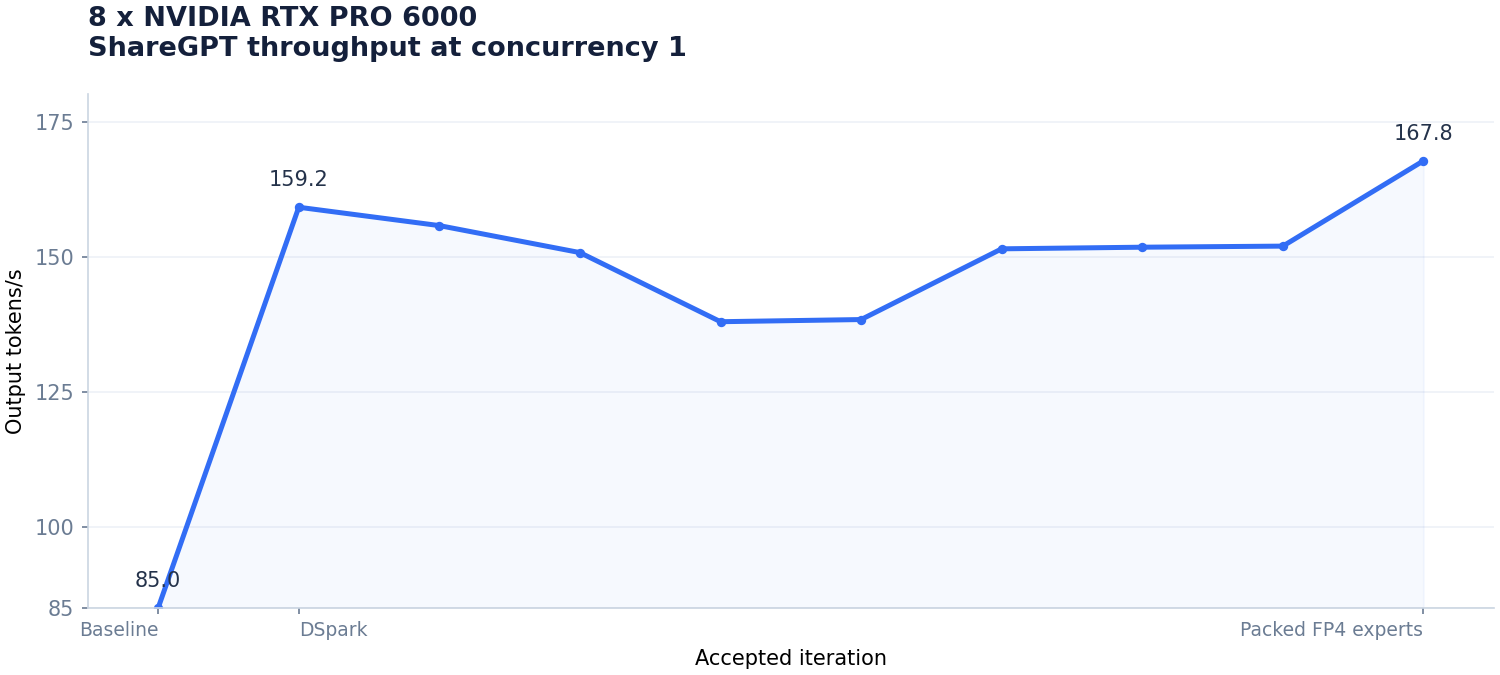 8 x NVIDIA RTX PRO 6000
ShareGPT throughput at concurrency 1
175
150
125
100
85
Output tokens/s
85.0
159.2
167.8
Baseline
DSpark
Packed FP4 experts
Accepted iteration